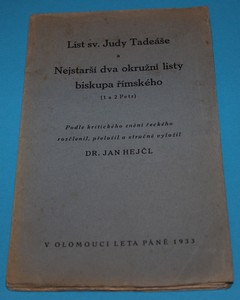 List sv. Judy Tadeáše
a
Nejstarší dva okružní listy
biskupa římského
(1 a 2 Petr)
Podle kritického znění řeckého
rozčlenil, přeložil a stručně vyložil
DR. JAN HEJČL
V OLOMOUCI LÉTA PÁNĚ 1933